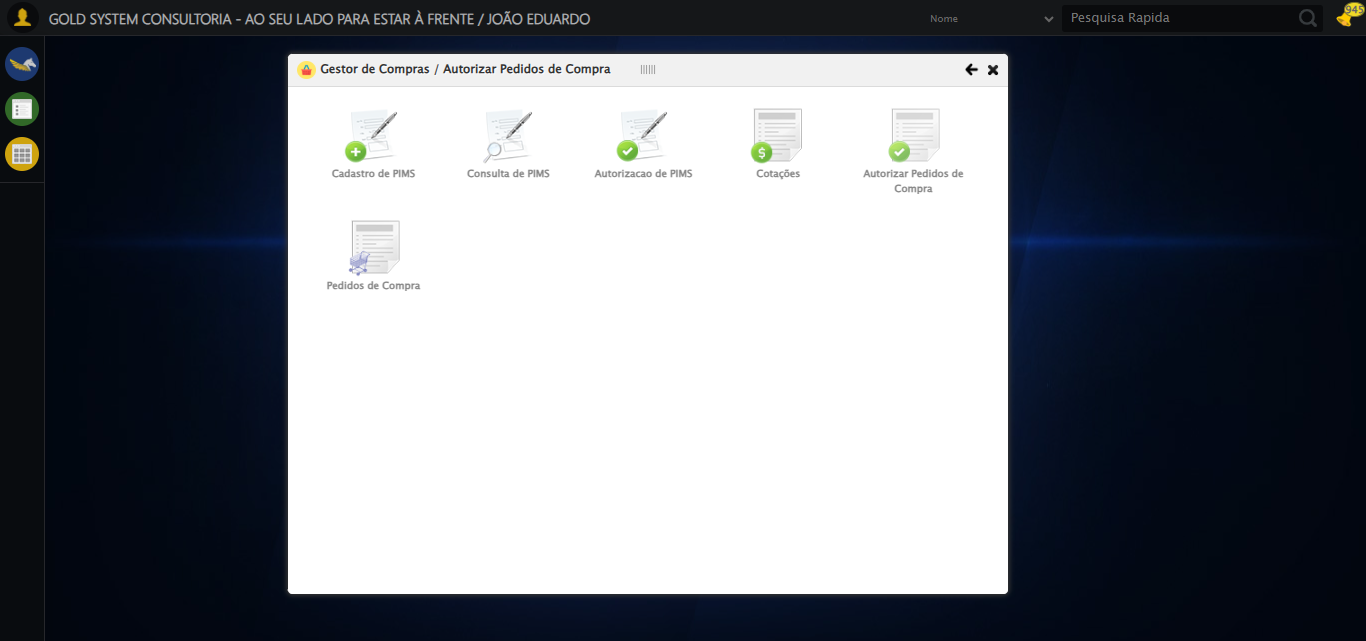 GOLD SYSTEM CONSULTORIA - AO SEU LADO PARA ESTAR À FRENTE / JOÃO EDUARDO
Nome
Pesquisa Rapida
945
Gestor de Compras / Autorizar Pedidos de Compra
Cadastro de PIMS
Consulta de PIMS
Autorizacao de PIMS
Cotações
Autorizar Pedidos de
Compra
Pedidos de Compra